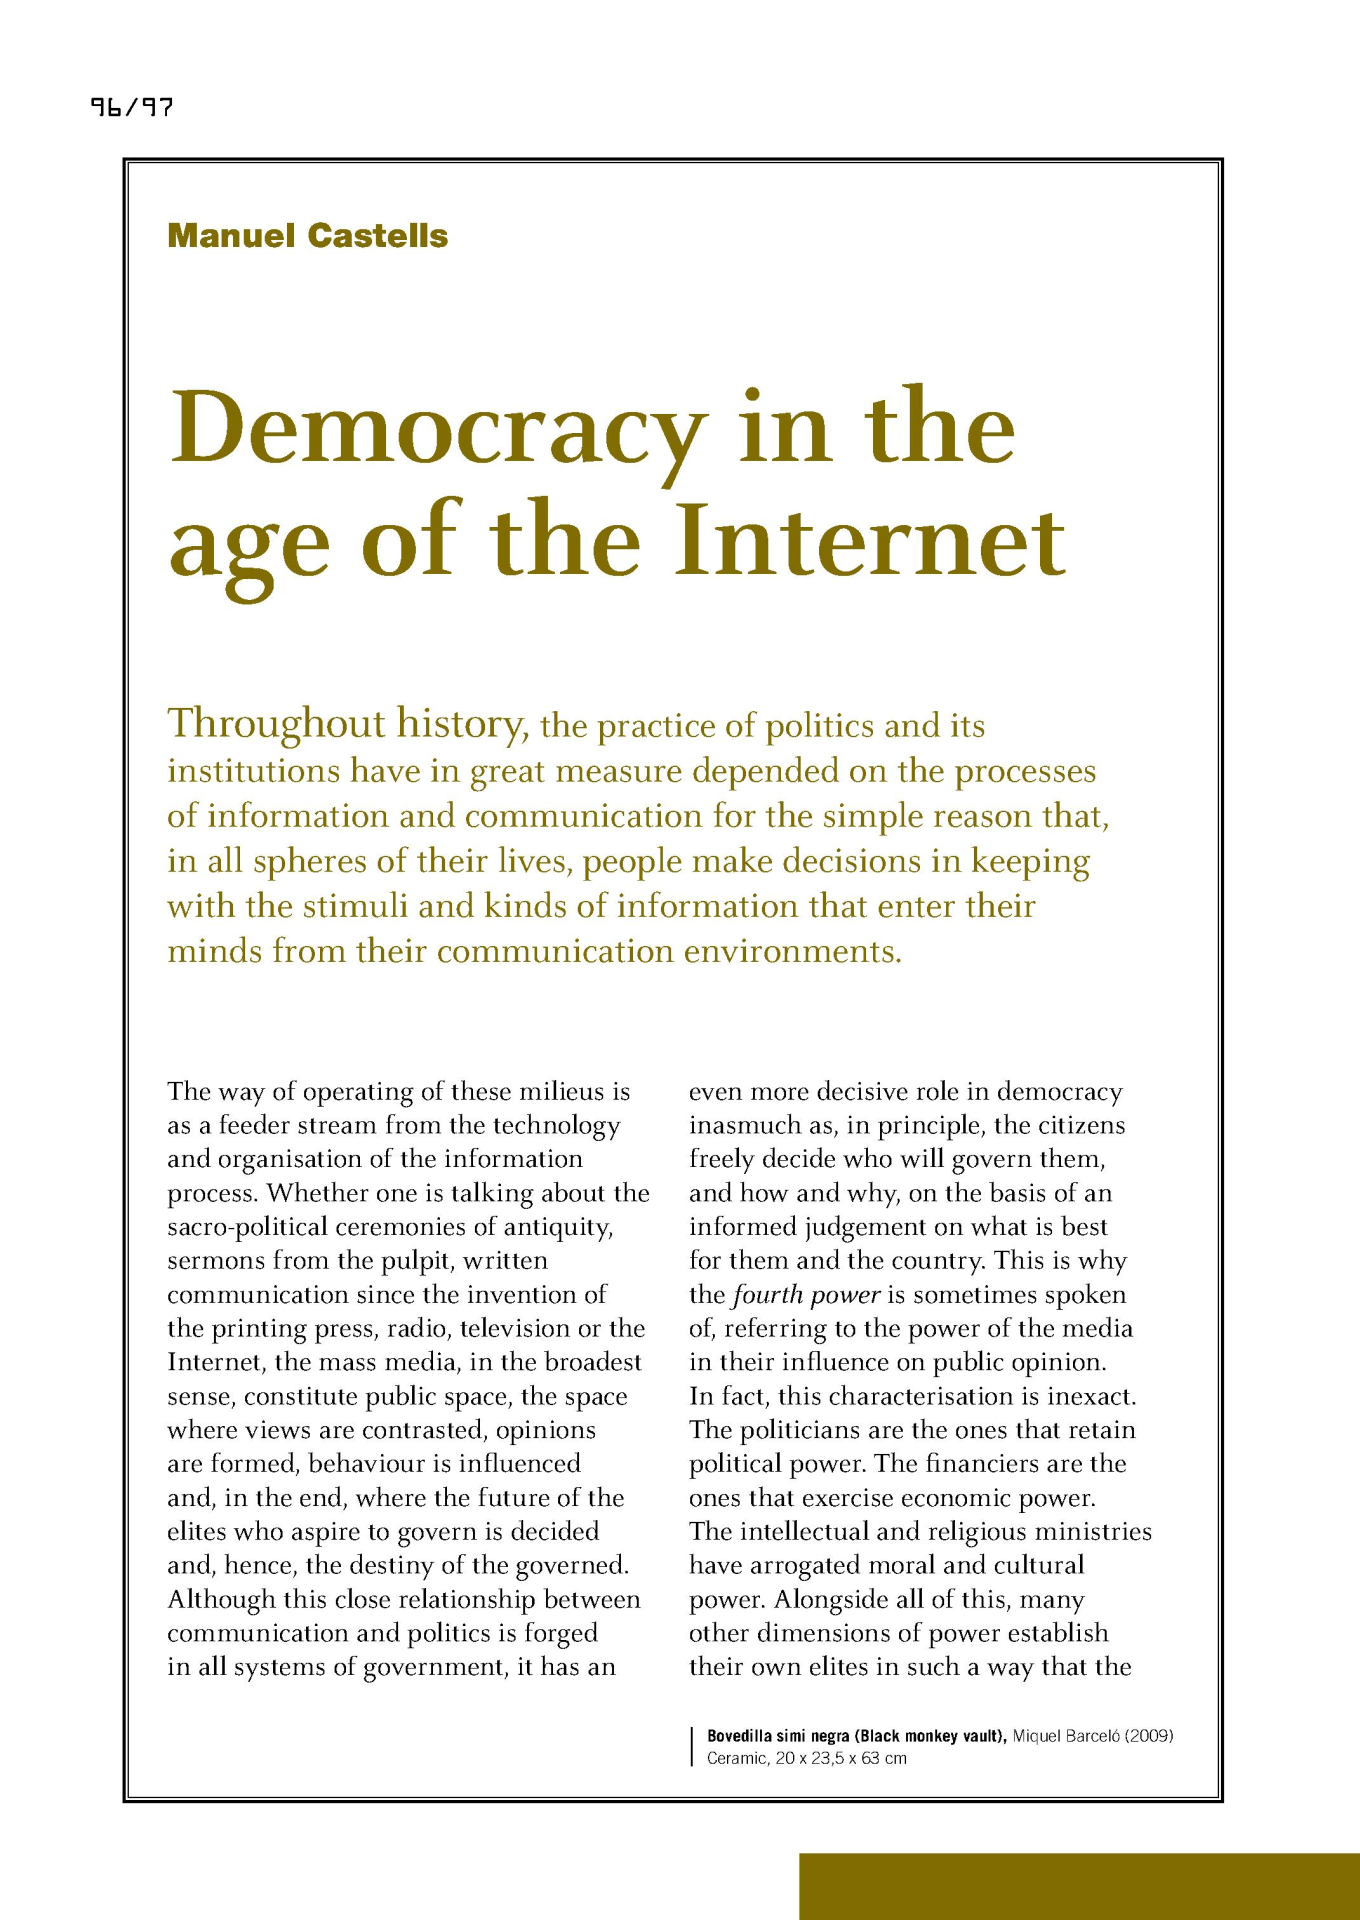 96/97
Manuel Castells
Democracy in the
age of the Internet
Throughout history, the practice of politics and its
institutions have in great measure depended on the processes
of information and communication for the simple reason that,
in all spheres of their lives, people make decisions in keeping
with the stimuli and kinds of information that enter their
minds from their communication environments.
The way of operating of these milieus is
as a feeder stream from the technology
and organisation of the information
process. Whether one is talking about the
sacro-political ceremonies of antiquity,
sermons from the pulpit, written
communication since the invention of
the printing press, radio, television or the
Internet, the mass media, in the broadest
sense, constitute public space, the space
where views are contrasted, opinions
are formed, behaviour is influenced
and, in the end, where the future of the
elites who aspire to govern is decided
and, hence, the destiny of the governed.
Although this close relationship between
communication and politics is forged
in all systems of government, it has an
even more decisive role in democracy
inasmuch as, in principle, the citizens
freely decide who will govern them,
and how and why, on the basis of an
informed judgement on what is best
for them and the country. This is why
the fourth power is sometimes spoken
of, referring to the power of the media
in their influence on public opinion.
In fact, this characterisation is inexact.
The politicians are the ones that retain
political power. The financiers are the
ones that exercise economic power.
The intellectual and religious ministries
have arrogated moral and cultural
power. Alongside all of this, many
other dimensions of power establish
their own elites in such a way that the
Bovedilla simi negra (Black monkey vault), Miquel Barceló (2009)
Ceramic, 20 x 23,5 x 63 cm